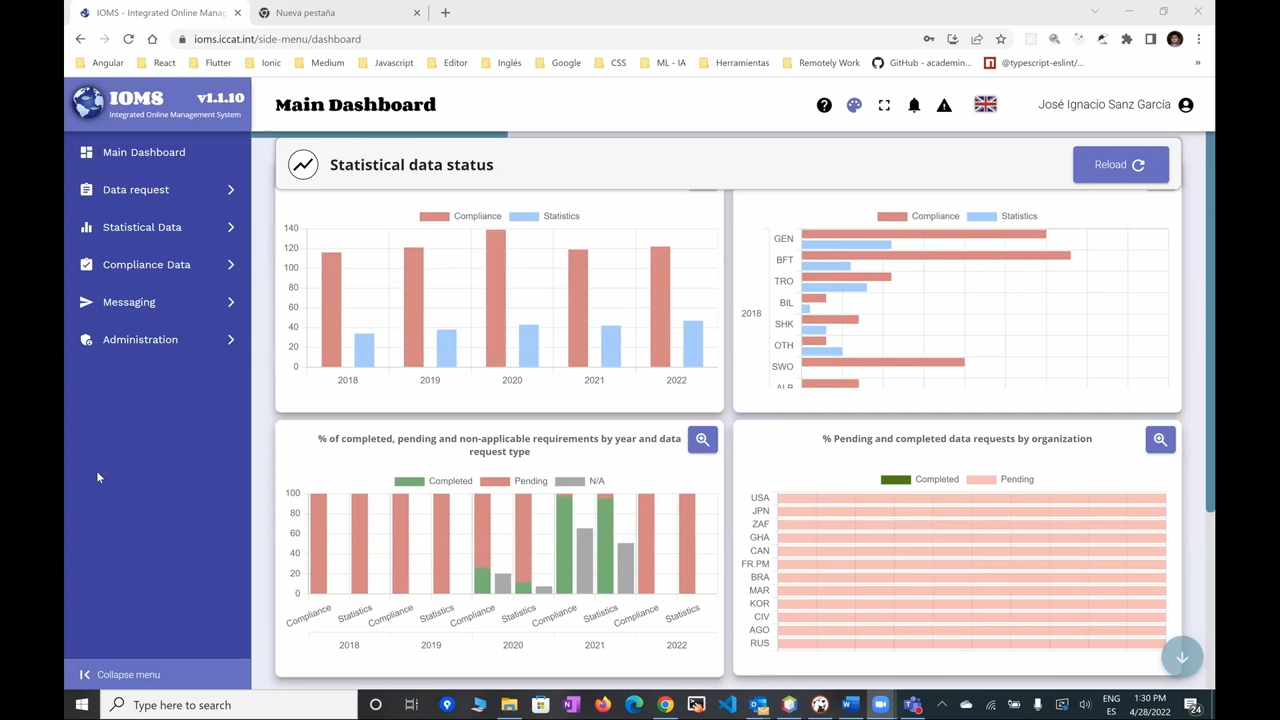 IOMS - Integrated Online Manag
Nueva pestaña
ioms.iccat.int/side-menu/dashboard
Angular
React
Flutter
Ionic
Medium
Javascript
Editor
Inglés
Google
CSS
ML - IA
Herramientas
Remotely Work
GitHub - academin...
@typescript-eslint/...
»
IOMS v1.1.10
Integrated Online Management System
Main Dashboard
José Ignacio Sanz García
Main Dashboard
Data request
Statistical Data
Compliance Data
Messaging
Administration
Collapse menu
Statistical data status
Reload
Compliance Statistics
140
120
100
80
60
40
20
0
2018 2019 2020 2021 2022
Compliance Statistics
GEN
BFT
TRO
BIL
2018
SHK
OTH
SWO
ALB
% of completed, pending and non-applicable requirements by year and data
request type
Completed Pending N/A
100
80
60
40
20
0
Compliance Statistics Compliance Statistics Compliance Statistics Compliance Statistics Compliance Statistics
2018 2019 2020 2021 2022
% Pending and completed data requests by organization
Completed Pending
USA
JPN
ZAF
GHA
CAN
FR.PM
BRA
MAR
KOR
CIV
AGO
RUS
Type here to search
ENG
ES
1:30 PM
4/28/2022
24